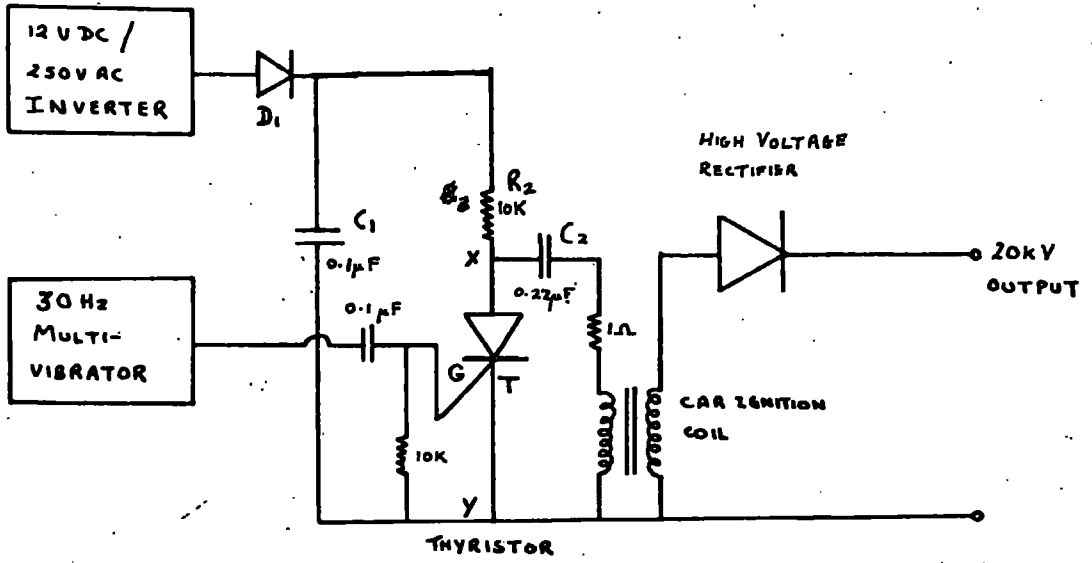 12 V DC /
250V AC
INVERTER
D1
HIGH VOLTAGE
RECTIFIER
R2
10K
C1
0.1μF
X
C2
0.22μF
20kV
OUTPUT
30 Hz
MULTI-
VIBRATOR
0.1μF
1Ω
G
T
CAR IGNITION
COIL
10K
Y
THYRISTOR